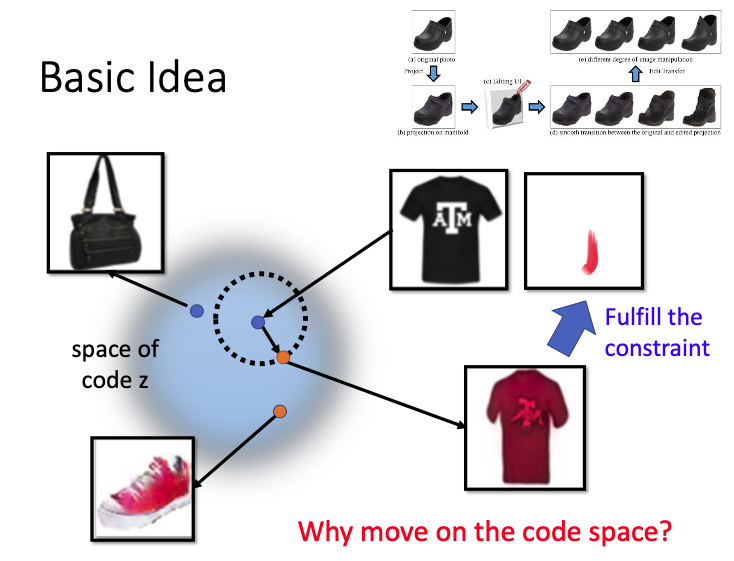 Basic Idea
(a) original photo
Project
(c) Editing UI
(e) different degree of image manipulation
Edit Transfer
(b) projection on manifold
(d) smooth transition between the original and edited projection
ATM
Fulfill the
constraint
space of
code z
ATM
Why move on the code space?